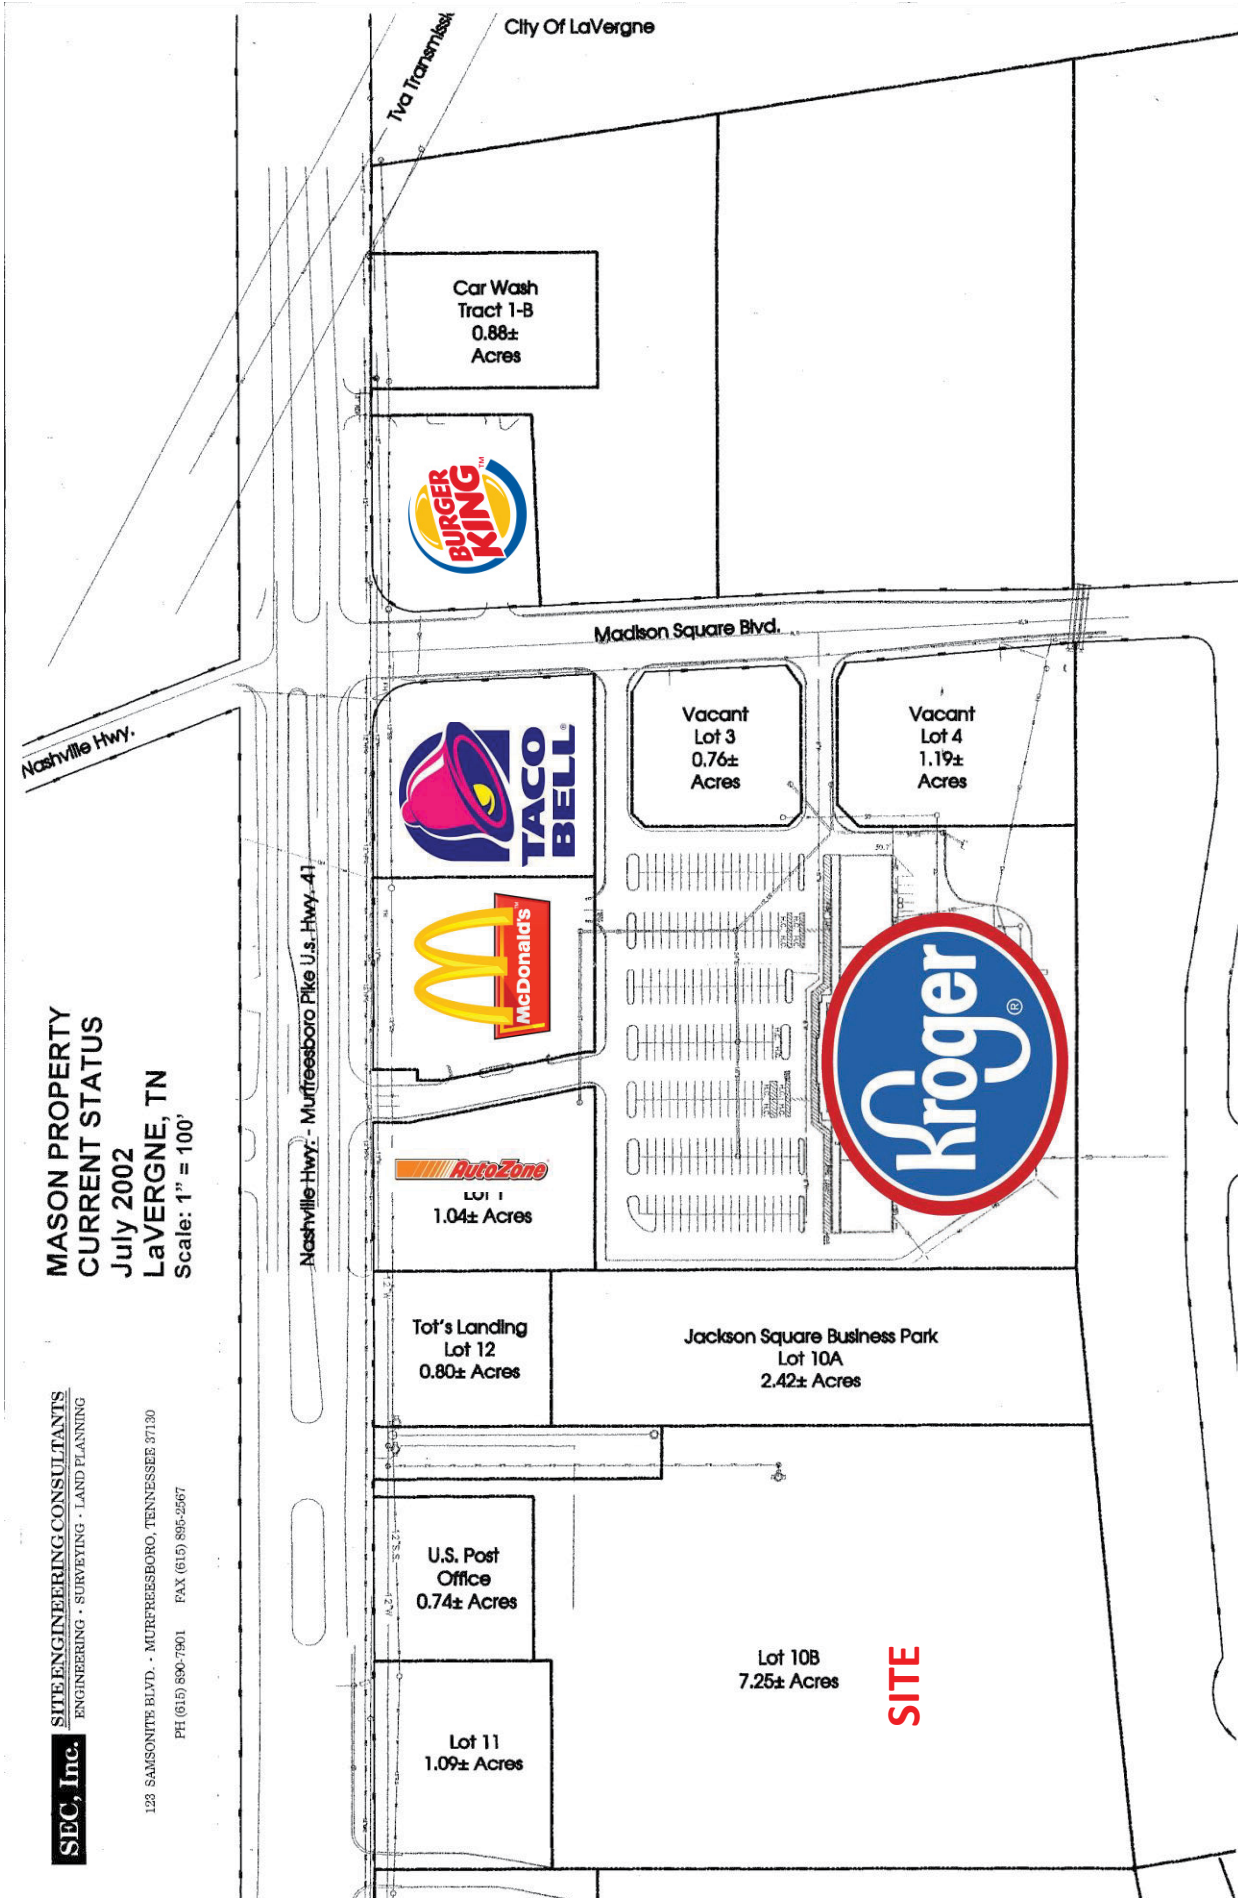 City Of LaVergne
Tva Transmissi
Car Wash
Tract 1-B
0.88±
Acres
BURGER
KING™
Madison Square Blvd.
Nashville Hwy.
TACO
BELL®
Vacant
Lot 3
0.76±
Acres
Vacant
Lot 4
1.19±
Acres
Nashville Hwy. - Murfreesboro Pike U.s. Hwy. 41
McDonald's
Kroger®
AutoZone
Lot 1
1.04± Acres
MASON PROPERTY
CURRENT STATUS
July 2002
LaVERGNE, TN
Scale: 1" = 100'
Tot's Landing
Lot 12
0.80± Acres
Jackson Square Business Park
Lot 10A
2.42± Acres
U.S. Post
Office
0.74± Acres
Lot 11
1.09± Acres
Lot 10B
7.25± Acres
SITE
SEC, Inc.
SITE ENGINEERING CONSULTANTS
ENGINEERING · SURVEYING · LAND PLANNING
123 SAMSONITE BLVD. - MURFREESBORO, TENNESSEE 37130
PH (615) 890-7901 FAX (615) 895-2567